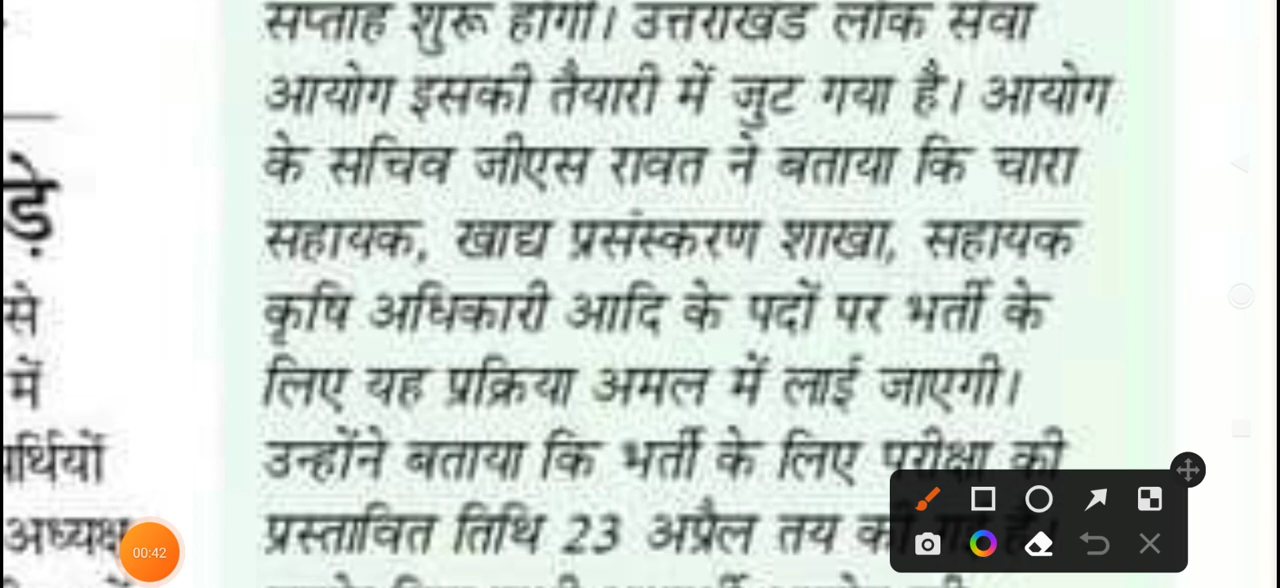 सप्ताह शुरू होगी। उत्तराखंड लोक सेवा
आयोग इसकी तैयारी में जुट गया है। आयोग
के सचिव जीएस रावत ने बताया कि चारा
सहायक, खाद्य प्रसंस्करण शाखा, सहायक
कृषि अधिकारी आदि के पदों पर भर्ती के
लिए यह प्रक्रिया अमल में लाई जाएगी।
उन्होंने बताया कि भर्ती के लिए परीक्षा की
प्रस्तावित तिथि 23 अप्रैल तय की गई है।
से
में
अध्यक्ष
00:42